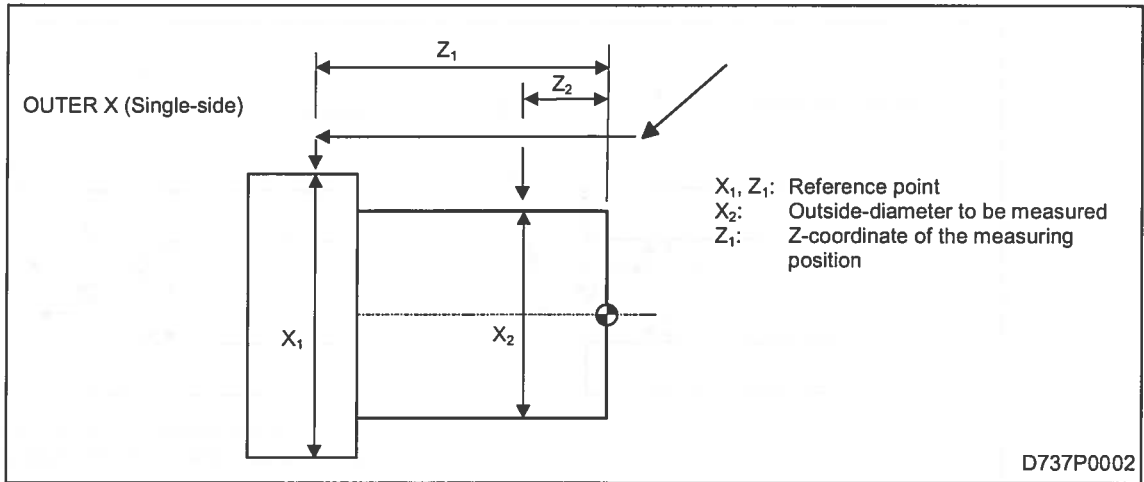 Z₁
Z₂
OUTER X (Single-side)
X₁, Z₁: Reference point
X₂: Outside-diameter to be measured
Z₁: Z-coordinate of the measuring
position
X₁
X₂
D737P0002